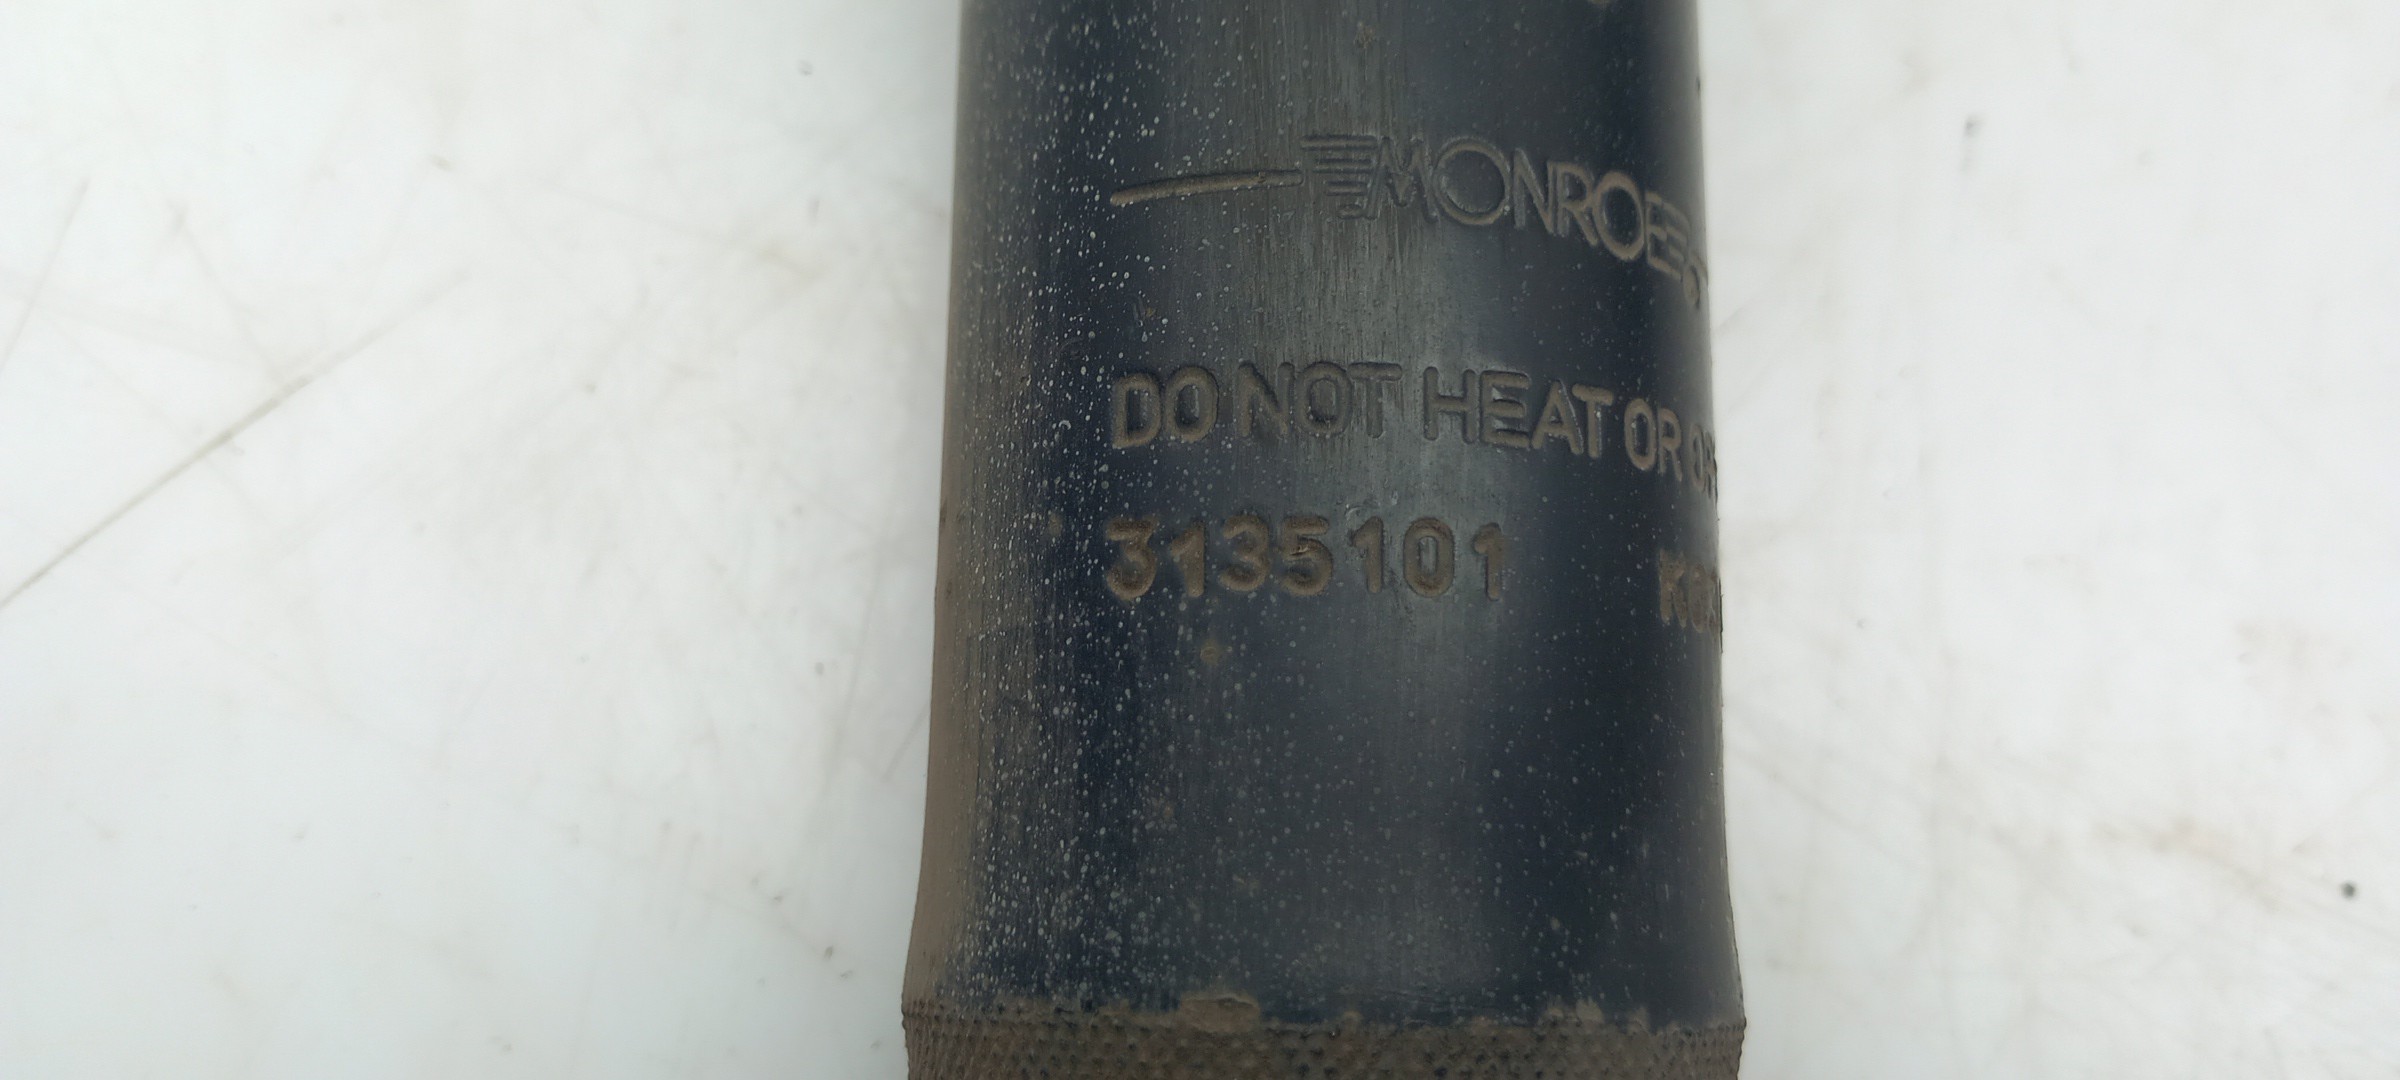 MONROE
DO NOT HEAT OR
3135101